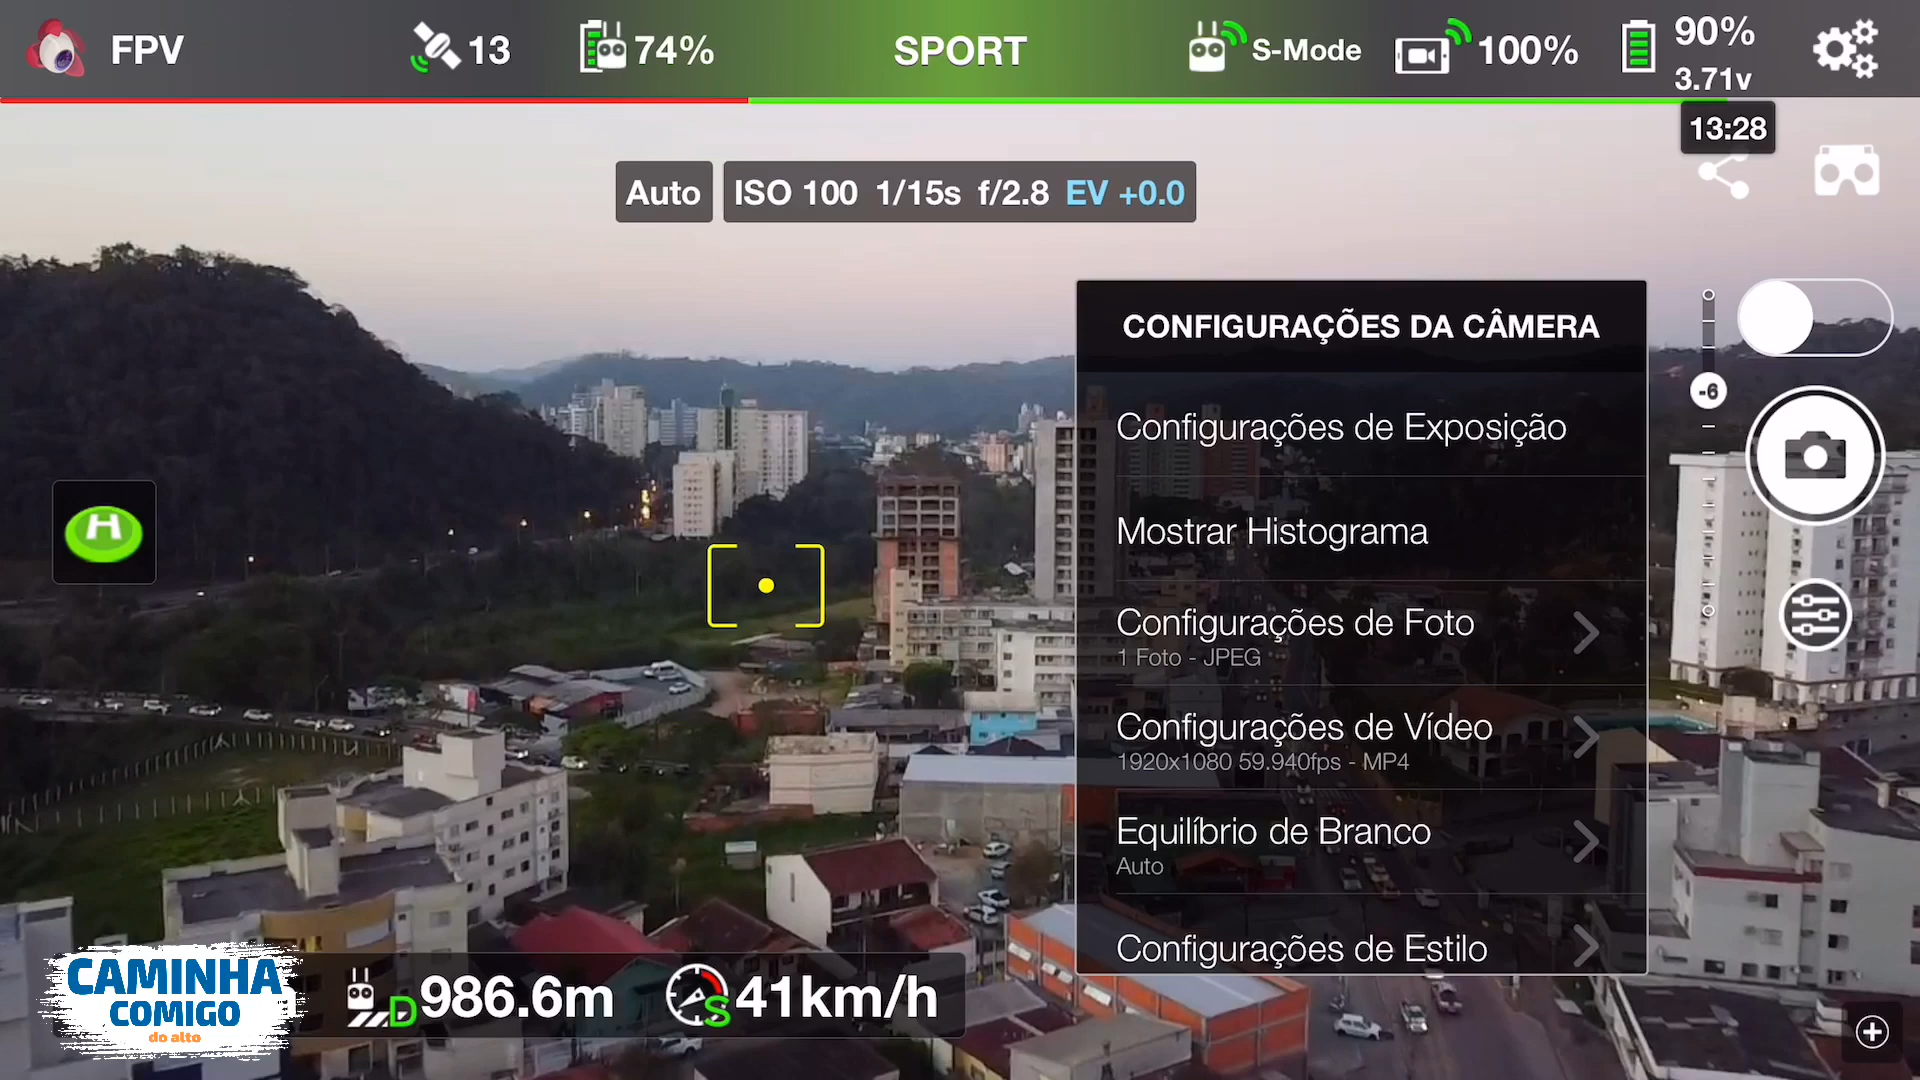 FPV
13
74%
SPORT
S-Mode
100%
90%
3.71v
13:28
Auto
ISO 100 1/15s f/2.8 EV +0.0
CONFIGURAÇÕES DA CÂMERA
Configurações de Exposição
Mostrar Histograma
Configurações de Foto
1 Foto - JPEG
Configurações de Vídeo
1920x1080 59.940fps - MP4
Equilíbrio de Branco
Auto
Configurações de Estilo
-6
H
CAMINHA
COMIGO
do alto
D 986.6m
S 41km/h